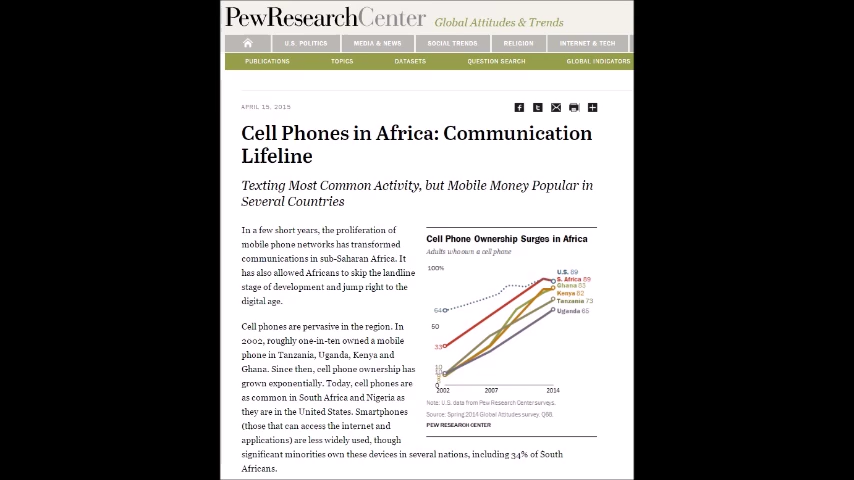 PewResearchCenter Global Attitudes & Trends
U.S. POLITICS MEDIA & NEWS SOCIAL TRENDS RELIGION INTERNET & TECH
PUBLICATIONS TOPICS DATASETS QUESTION SEARCH GLOBAL INDICATORS
APRIL 15, 2015
Cell Phones in Africa: Communication
Lifeline
Texting Most Common Activity, but Mobile Money Popular in
Several Countries
In a few short years, the proliferation of
mobile phone networks has transformed
communications in sub-Saharan Africa. It
has also allowed Africans to skip the landline
stage of development and jump right to the
digital age.
Cell phones are pervasive in the region. In
2002, roughly one-in-ten owned a mobile
phone in Tanzania, Uganda, Kenya and
Ghana. Since then, cell phone ownership has
grown exponentially. Today, cell phones are
as common in South Africa and Nigeria as
they are in the United States. Smartphones
(those that can access the internet and
applications) are less widely used, though
significant minorities own these devices in several nations, including 34% of South
Africans.
Cell Phone Ownership Surges in Africa
Adults who own a cell phone
100%
U.S. 89
S. Africa 89
Ghana 83
Kenya 82
Tanzania 73
Uganda 65
64
50
33
10
0
2002 2007 2014
Note: U.S. data from Pew Research Center surveys.
Source: Spring 2014 Global Attitudes survey, Q68.
PEW RESEARCH CENTER